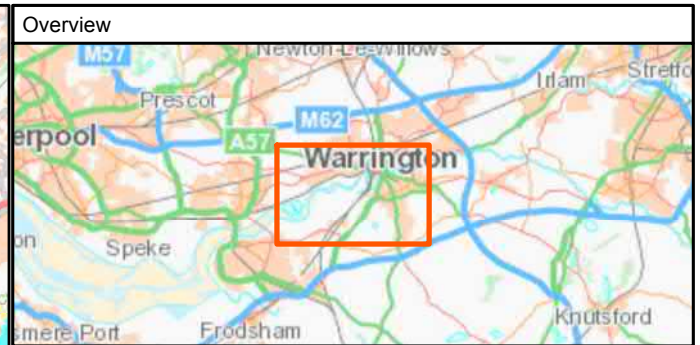 Overview
M57
Newton-Le-Willows
Irlam
Stretfo
Prescot
M62
erpool
A57
Warrington
on
Speke
Knutsford
smere Port
Frodsham